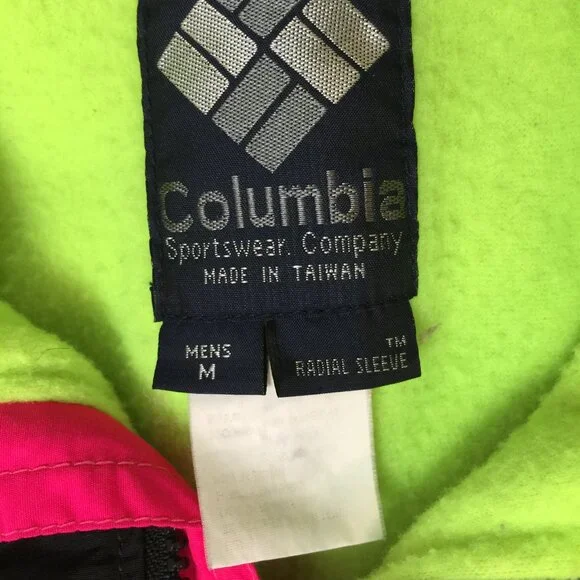 Columbia
Sportswear Company
MADE IN TAIWAN
MENS
M
TM
RADIAL SLEEVE